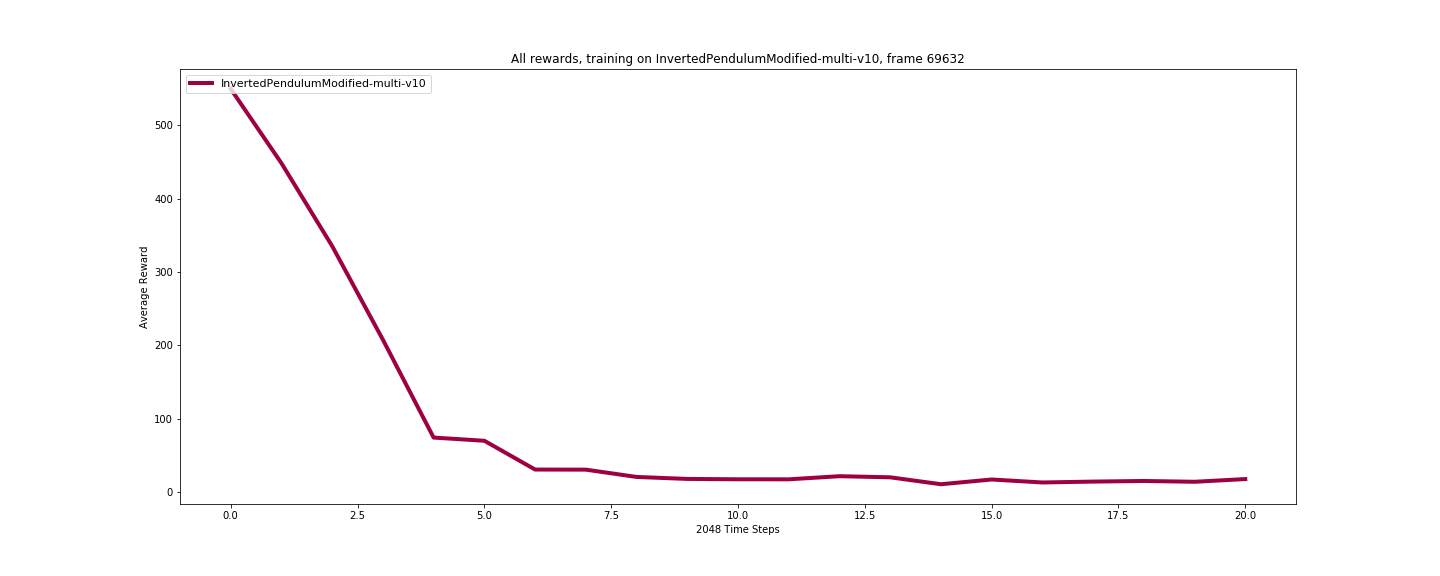 All rewards, training on InvertedPendulumModified-multi-v10, frame 69632
InvertedPendulumModified-multi-v10
500
400
300
200
100
0
Average Reward
0.0 2.5 5.0 7.5 10.0 12.5 15.0 17.5 20.0
2048 Time Steps